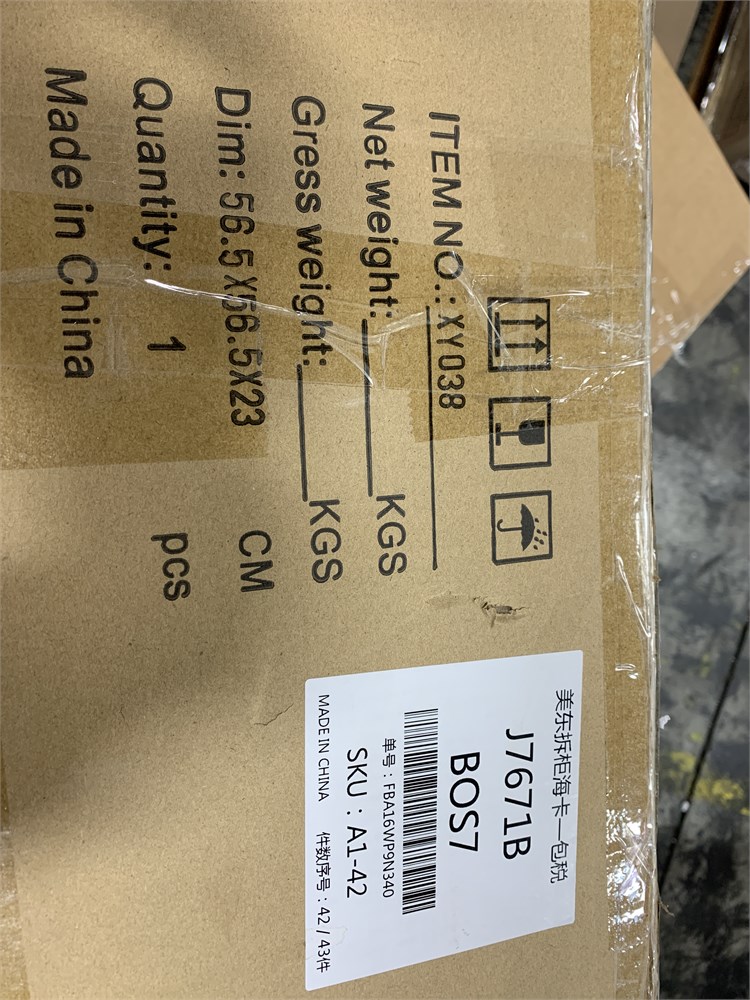 ITEM NO.: XY038
Net weight: KGS
Gress weight: KGS
Dim: 56.5X56.5X23 CM
Quantity: 1 pcs
Made in China
美东拆柜海卡一包税
J7671B
BOS7
单号：FBA16WP9N340
SKU：A1-42
MADE IN CHINA 件数序号：42 / 43件